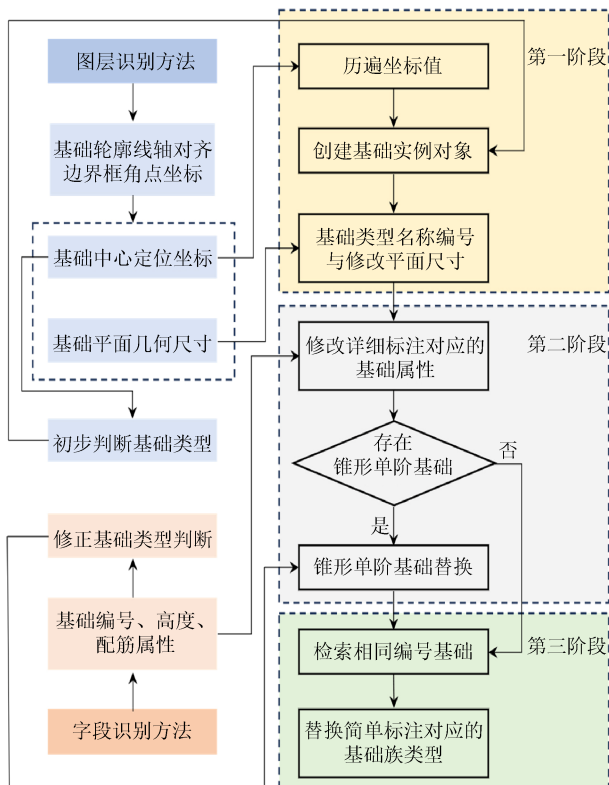 图层识别方法
基础轮廓线轴对齐
边界框角点坐标
基础中心定位坐标
基础平面几何尺寸
初步判断基础类型
修正基础类型判断
基础编号、高度、
配筋属性
字段识别方法
第一阶段
历遍坐标值
创建基础实例对象
基础类型名称编号
与修改平面尺寸
第二阶段
修改详细标注对应的
基础属性
存在
锥形单阶基础
否
是
锥形单阶基础替换
第三阶段
检索相同编号基础
替换简单标注对应的
基础族类型